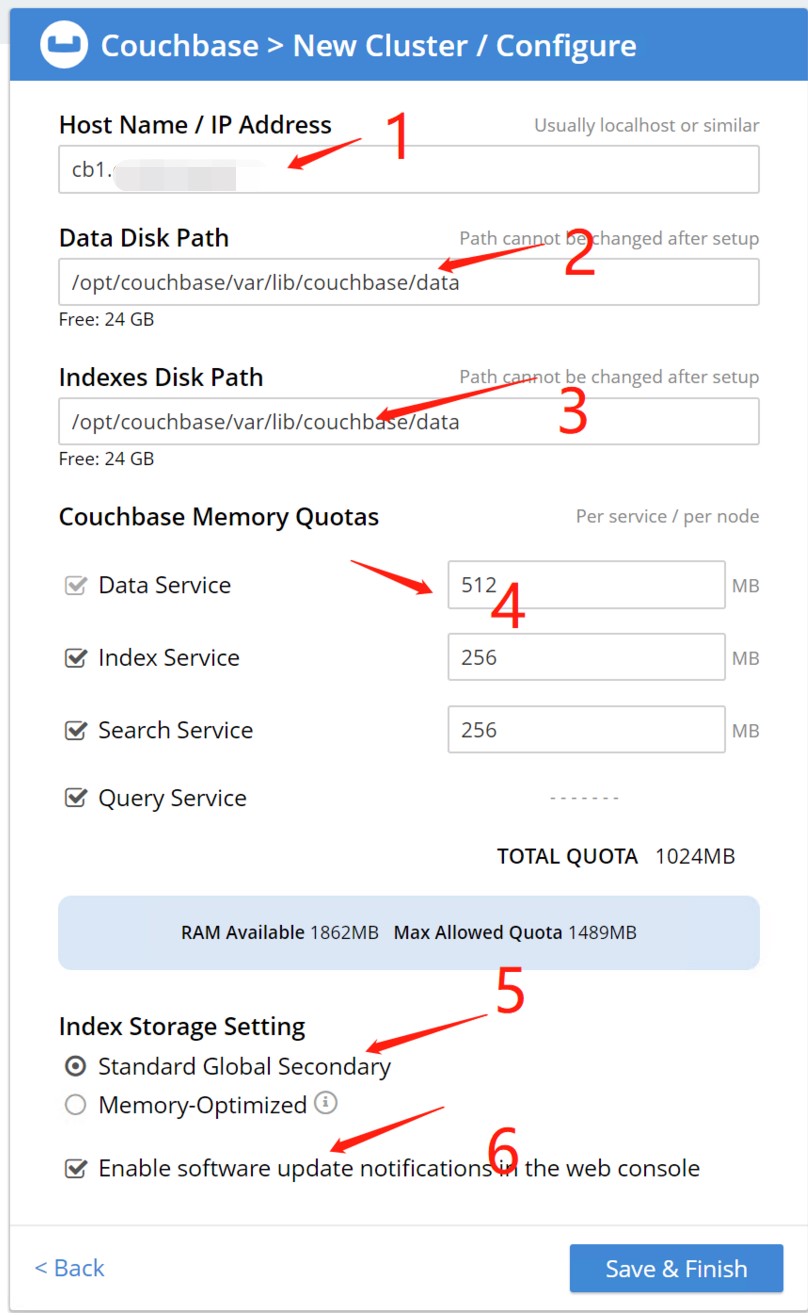 Couchbase > New Cluster / Configure
Host Name / IP Address Usually localhost or similar
1
cb1.
Data Disk Path Path cannot be changed after setup
2
/opt/couchbase/var/lib/couchbase/data
Free: 24 GB
Indexes Disk Path Path cannot be changed after setup
3
/opt/couchbase/var/lib/couchbase/data
Free: 24 GB
Couchbase Memory Quotas Per service / per node
Data Service 512 MB
4
Index Service 256 MB
Search Service 256 MB
Query Service -------
TOTAL QUOTA 1024MB
RAM Available 1862MB Max Allowed Quota 1489MB
5
Index Storage Setting
Standard Global Secondary
Memory-Optimized
6
Enable software update notifications in the web console
< Back Save & Finish